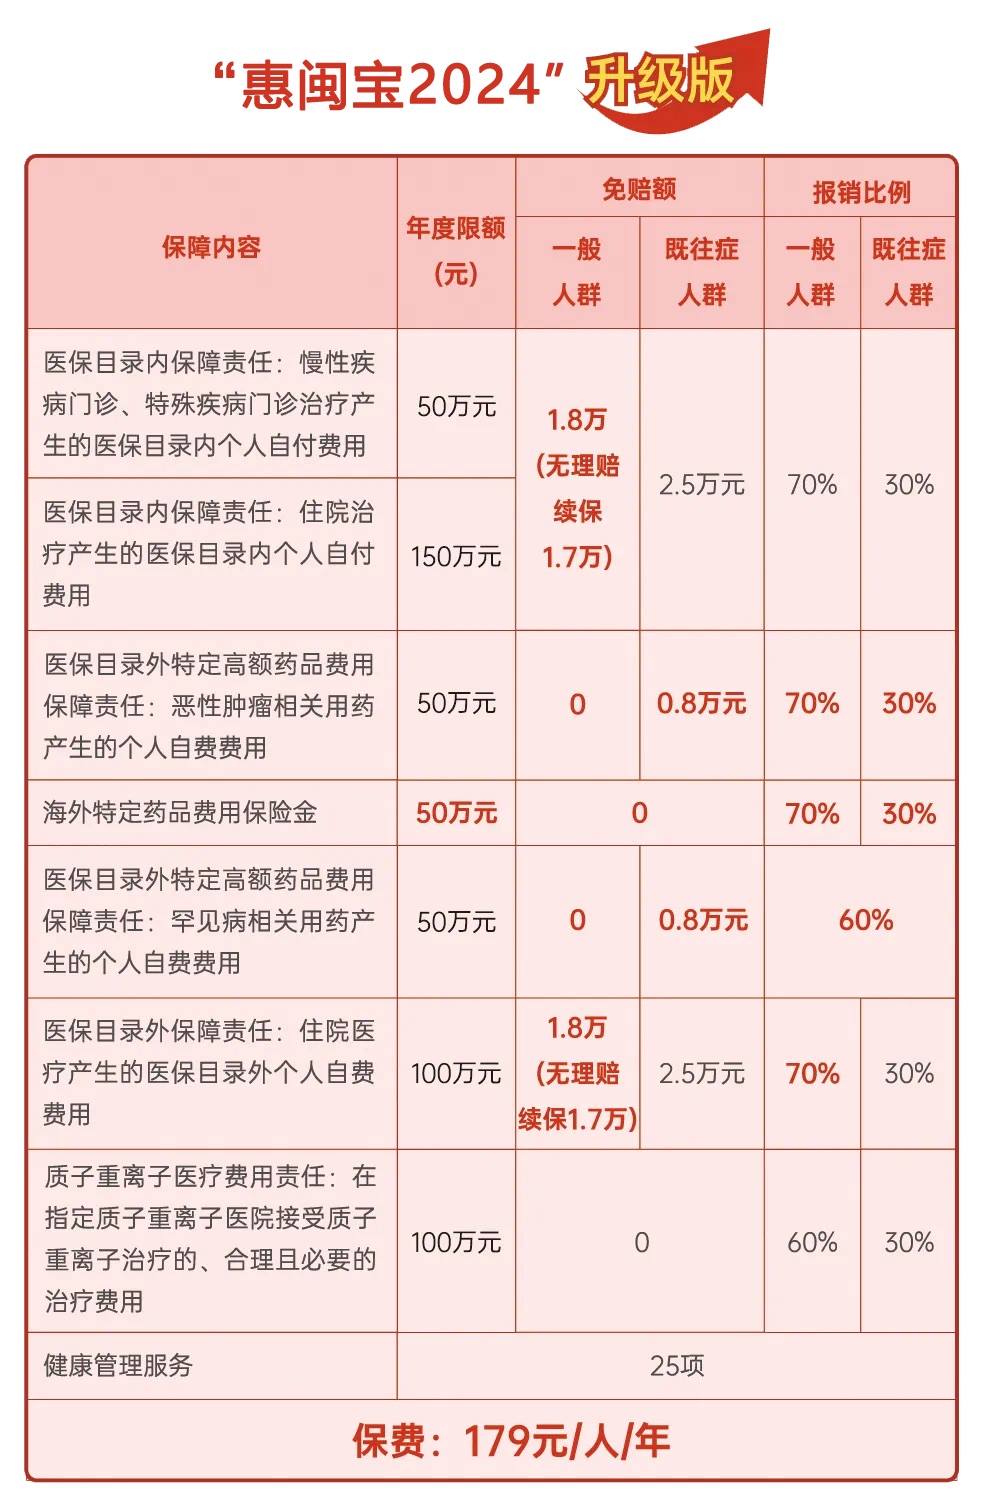 “惠闽宝2024”升级版
保障内容
年度限额
(元)
免赔额
报销比例
一般
人群
既往症
人群
一般
人群
既往症
人群
医保目录内保障责任：慢性疾
病门诊、特殊疾病门诊治疗产
生的医保目录内个人自付费用
50万元
1.8万
(无理赔
续保
1.7万)
2.5万元
70%
30%
医保目录内保障责任：住院治
疗产生的医保目录内个人自付
费用
150万元
医保目录外特定高额药品费用
保障责任：恶性肿瘤相关用药
产生的个人自费费用
50万元
0
0.8万元
70%
30%
海外特定药品费用保险金
50万元
0
70%
30%
医保目录外特定高额药品费用
保障责任：罕见病相关用药产
生的个人自费费用
50万元
0
0.8万元
60%
医保目录外保障责任：住院医
疗产生的医保目录外个人自费
费用
100万元
1.8万
(无理赔
续保1.7万)
2.5万元
70%
30%
质子重离子医疗费用责任：在
指定质子重离子医院接受质子
重离子治疗的、合理且必要的
治疗费用
100万元
0
60%
30%
健康管理服务
25项
保费：179元/人/年